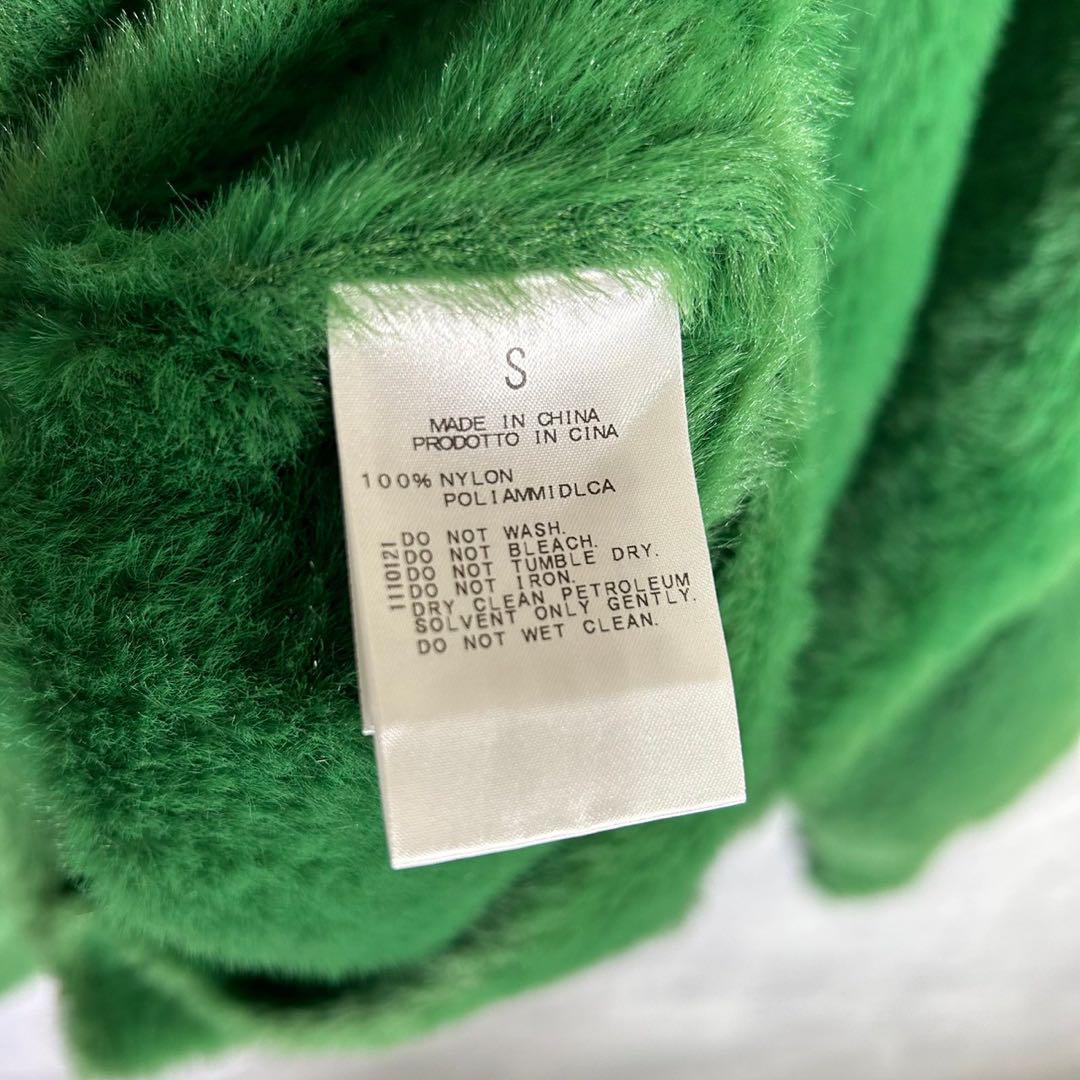 S
MADE IN CHINA
PRODOTTO IN CINA
100% NYLON
POLIAMMIDLCA
1110121
DO NOT WASH.
DO NOT BLEACH.
DO NOT TUMBLE DRY.
DO NOT IRON.
DRY CLEAN PETROLEUM
SOLVENT ONLY GENTLY.
DO NOT WET CLEAN.